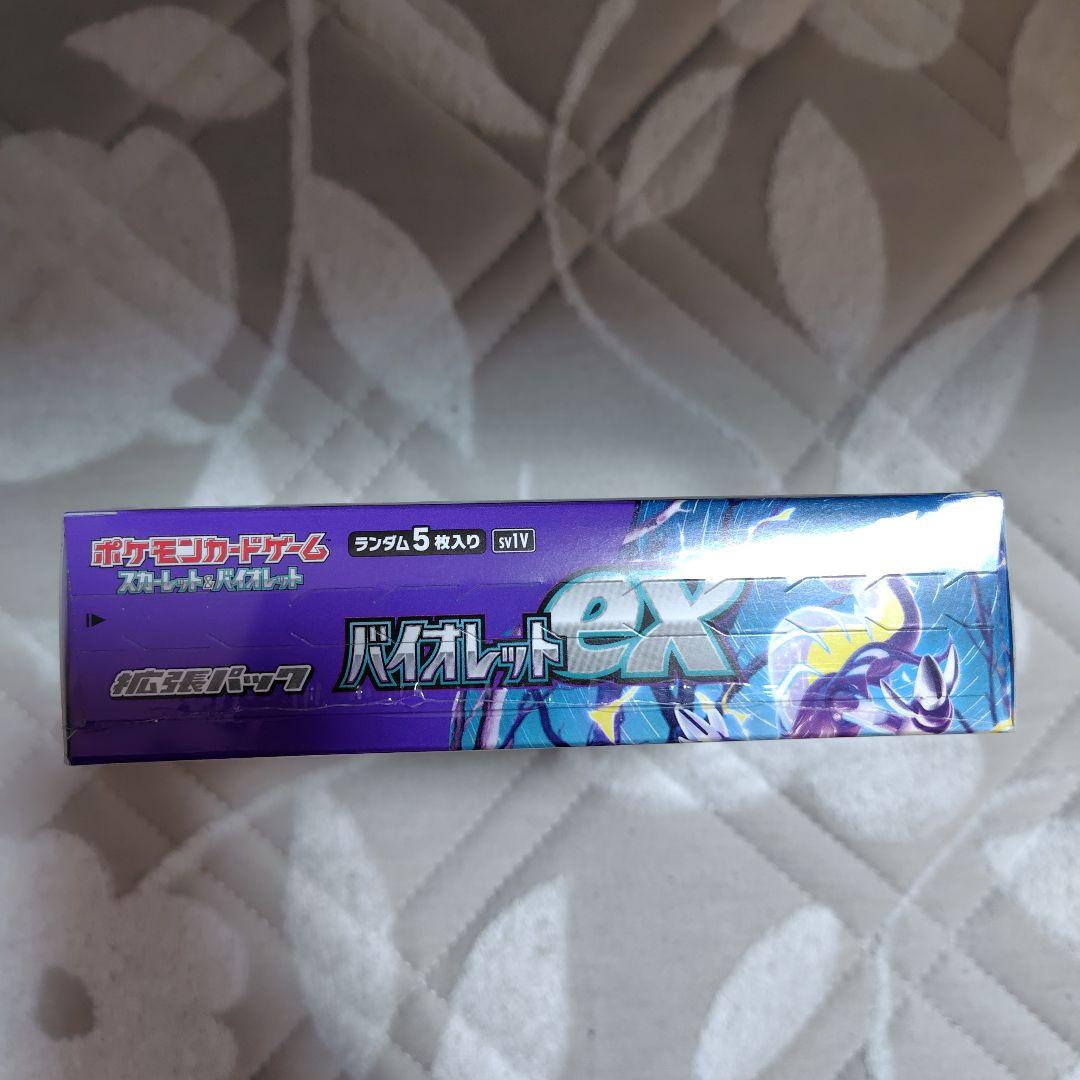 ポケモンカードゲーム
スカーレット&バイオレット
ランダム5枚入り SV1V
バイオレットex
拡張パック